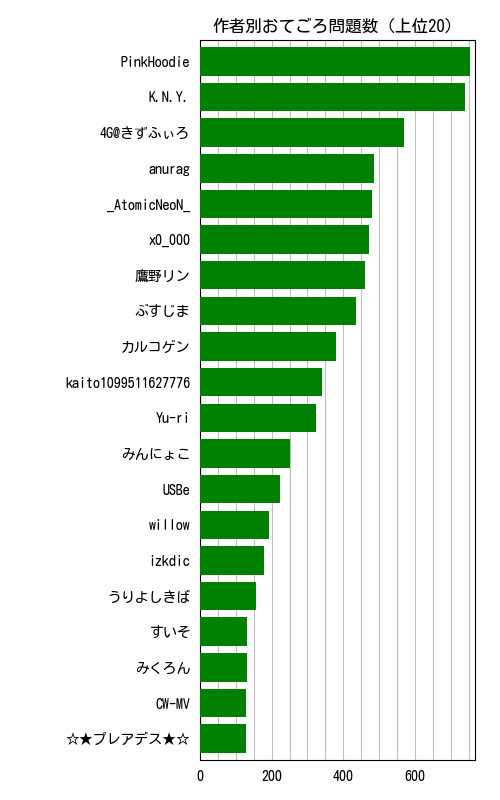 作者別おてごろ問題数 (上位20)
PinkHoodie
K.N.Y.
4G@きずふぃろ
anurag
_AtomicNeoN_
x0_000
鷹野リン
ぶすじま
カルコゲン
kaito1099511627776
Yu-ri
みんにょこ
USBe
willow
izkdic
うりよしきば
すいそ
みくろん
CW-MV
☆★プレアデス★☆
0 200 400 600